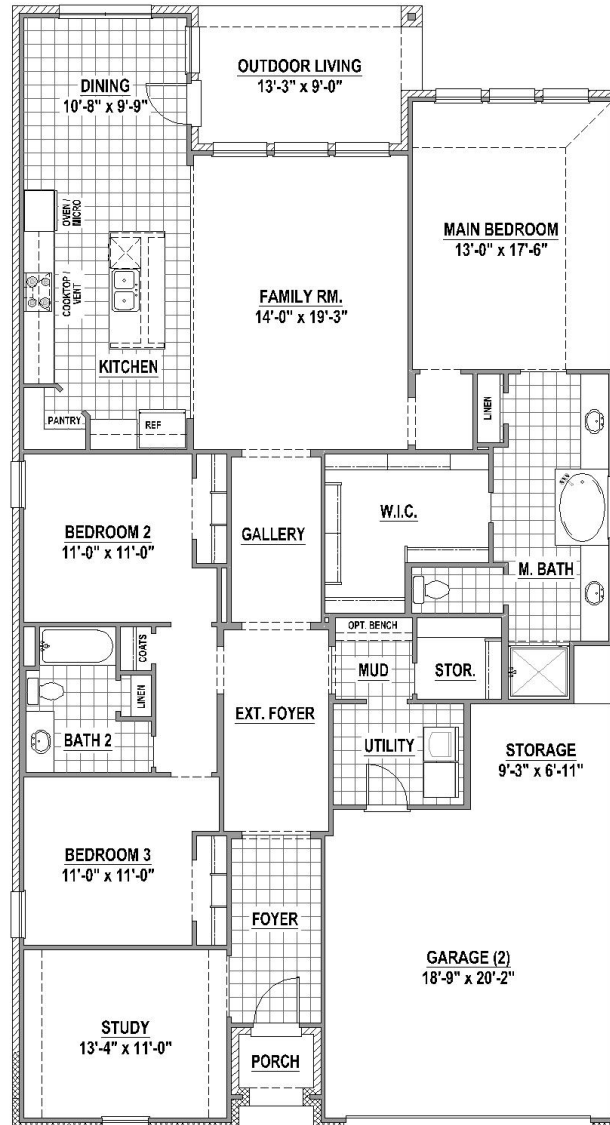 OUTDOOR LIVING
13'-3" x 9'-0"
DINING
10'-8" x 9'-9"
OVEN /
MICRO
COOKTOP /
VENT
MAIN BEDROOM
13'-0" x 17'-6"
FAMILY RM.
14'-0" x 19'-3"
KITCHEN
PANTRY
REF
LINEN
BEDROOM 2
11'-0" x 11'-0"
GALLERY
W.I.C.
M. BATH
OPT. BENCH
COATS
MUD
STOR.
LINEN
EXT. FOYER
BATH 2
UTILITY
STORAGE
9'-3" x 6'-11"
BEDROOM 3
11'-0" x 11'-0"
FOYER
GARAGE (2)
18'-9" x 20'-2"
STUDY
13'-4" x 11'-0"
PORCH